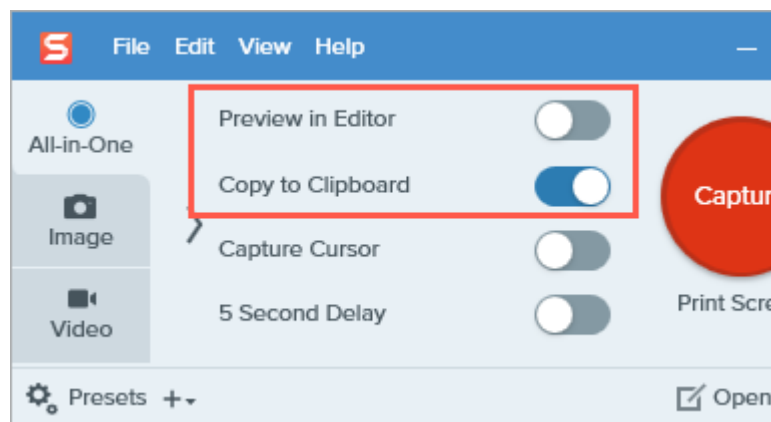 S File Edit View Help
All-in-One
Image
Video
Preview in Editor
Copy to Clipboard
Capture Cursor
5 Second Delay
Captur
Print Scre
Presets
Open